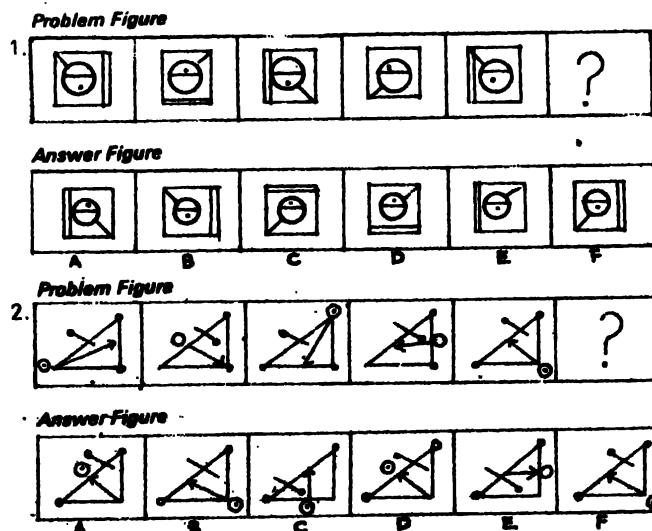 Problem Figure
1.
?
Answer Figure
A B C D E F
Problem Figure
2.
?
Answer Figure
A B C D E F